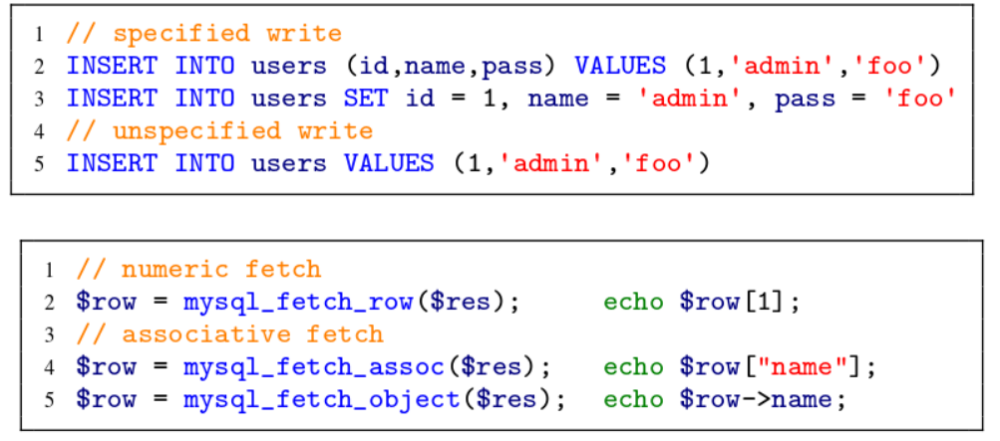 1 // specified write
2 INSERT INTO users (id,name,pass) VALUES (1,'admin','foo')
3 INSERT INTO users SET id = 1, name = 'admin', pass = 'foo'
4 // unspecified write
5 INSERT INTO users VALUES (1,'admin','foo')
1 // numeric fetch
2 $row = mysql_fetch_row($res); echo $row[1];
3 // associative fetch
4 $row = mysql_fetch_assoc($res); echo $row["name"];
5 $row = mysql_fetch_object($res); echo $row->name;